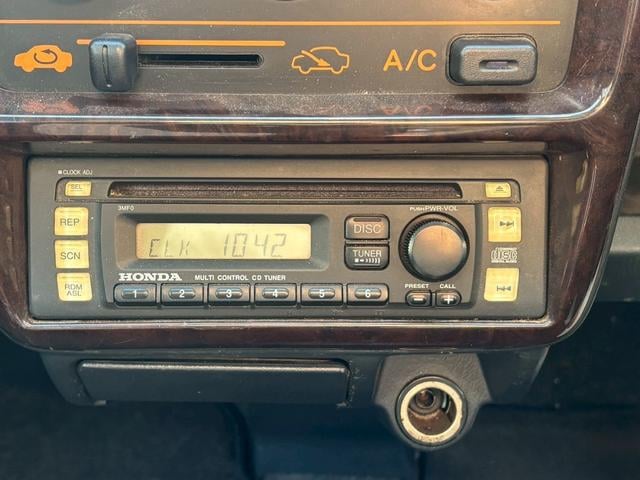 A/C
CLOCK ADJ
SEL
3MF0
PUSH PWR-VOL
REP
DISC
SCN
CLK 1042
TUNER
DISC
HONDA MULTI CONTROL CD TUNER
PRESET CALL
RDM
ASL
1 2 3 4 5 6 - +